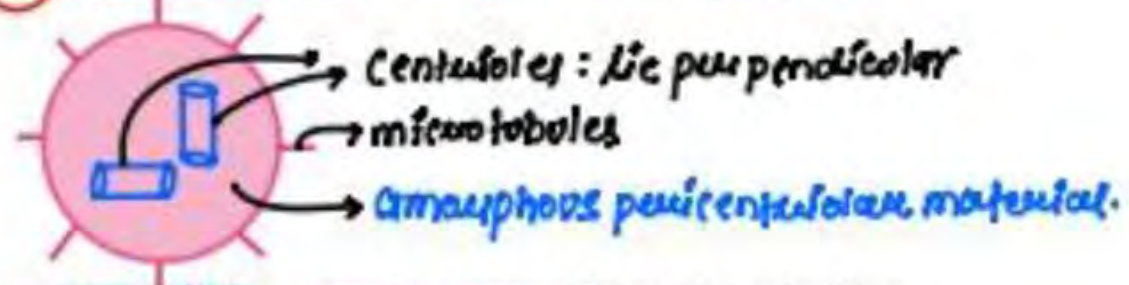 Centrioles : lie perpendicular
microtubules
amorphous pericentriolar material.